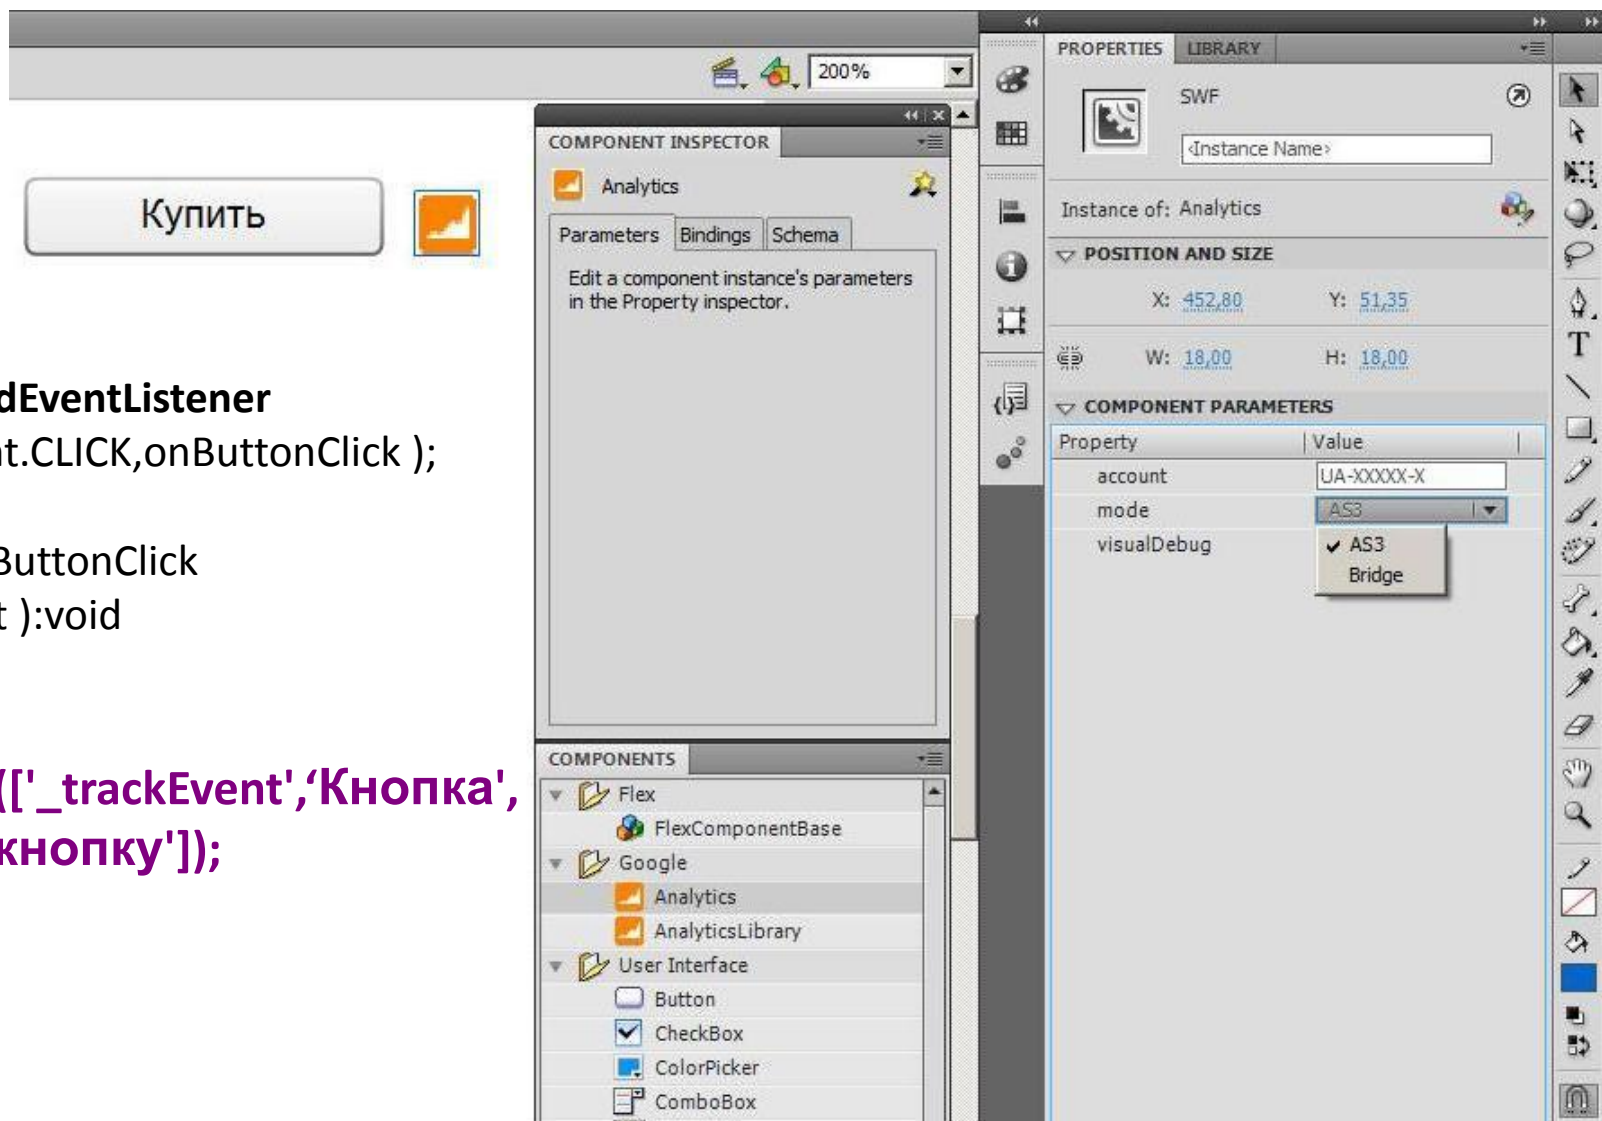 200%
Купить
dEventListener
nt.CLICK,onButtonClick );
ButtonClick
t ):void
(['_trackEvent',‘Кнопка',
кнопку']);
COMPONENT INSPECTOR
Analytics
Parameters Bindings Schema
Edit a component instance's parameters
in the Property inspector.
COMPONENTS
Flex
FlexComponentBase
Google
Analytics
AnalyticsLibrary
User Interface
Button
CheckBox
ColorPicker
ComboBox
PROPERTIES LIBRARY
SWF
<Instance Name>
Instance of: Analytics
POSITION AND SIZE
X: 452,80 Y: 51,35
W: 18,00 H: 18,00
COMPONENT PARAMETERS
Property Value
account UA-XXXXX-X
mode AS3
visualDebug
AS3
Bridge